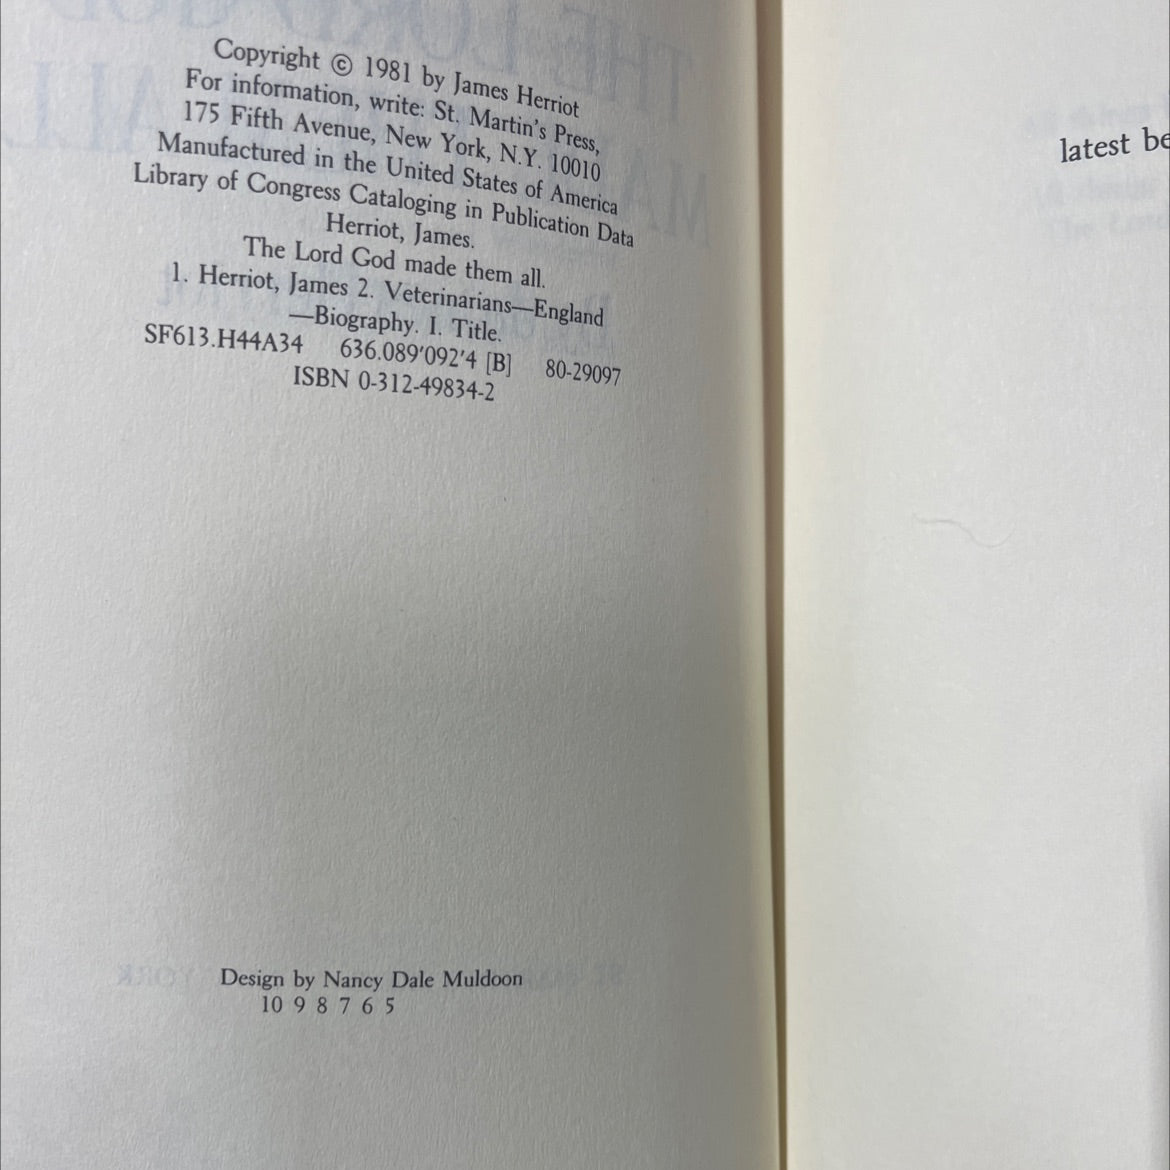 Copyright © 1981 by James Herriot
For information, write: St. Martin's Press,
175 Fifth Avenue, New York, N.Y. 10010
Manufactured in the United States of America
Library of Congress Cataloging in Publication Data
Herriot, James.
The Lord God made them all.
1. Herriot, James 2. Veterinarians—England
—Biography. I. Title.
SF613.H44A34 636.089'092'4 [B] 80-29097
ISBN 0-312-49834-2
Design by Nancy Dale Muldoon
10 9 8 7 6 5
latest be